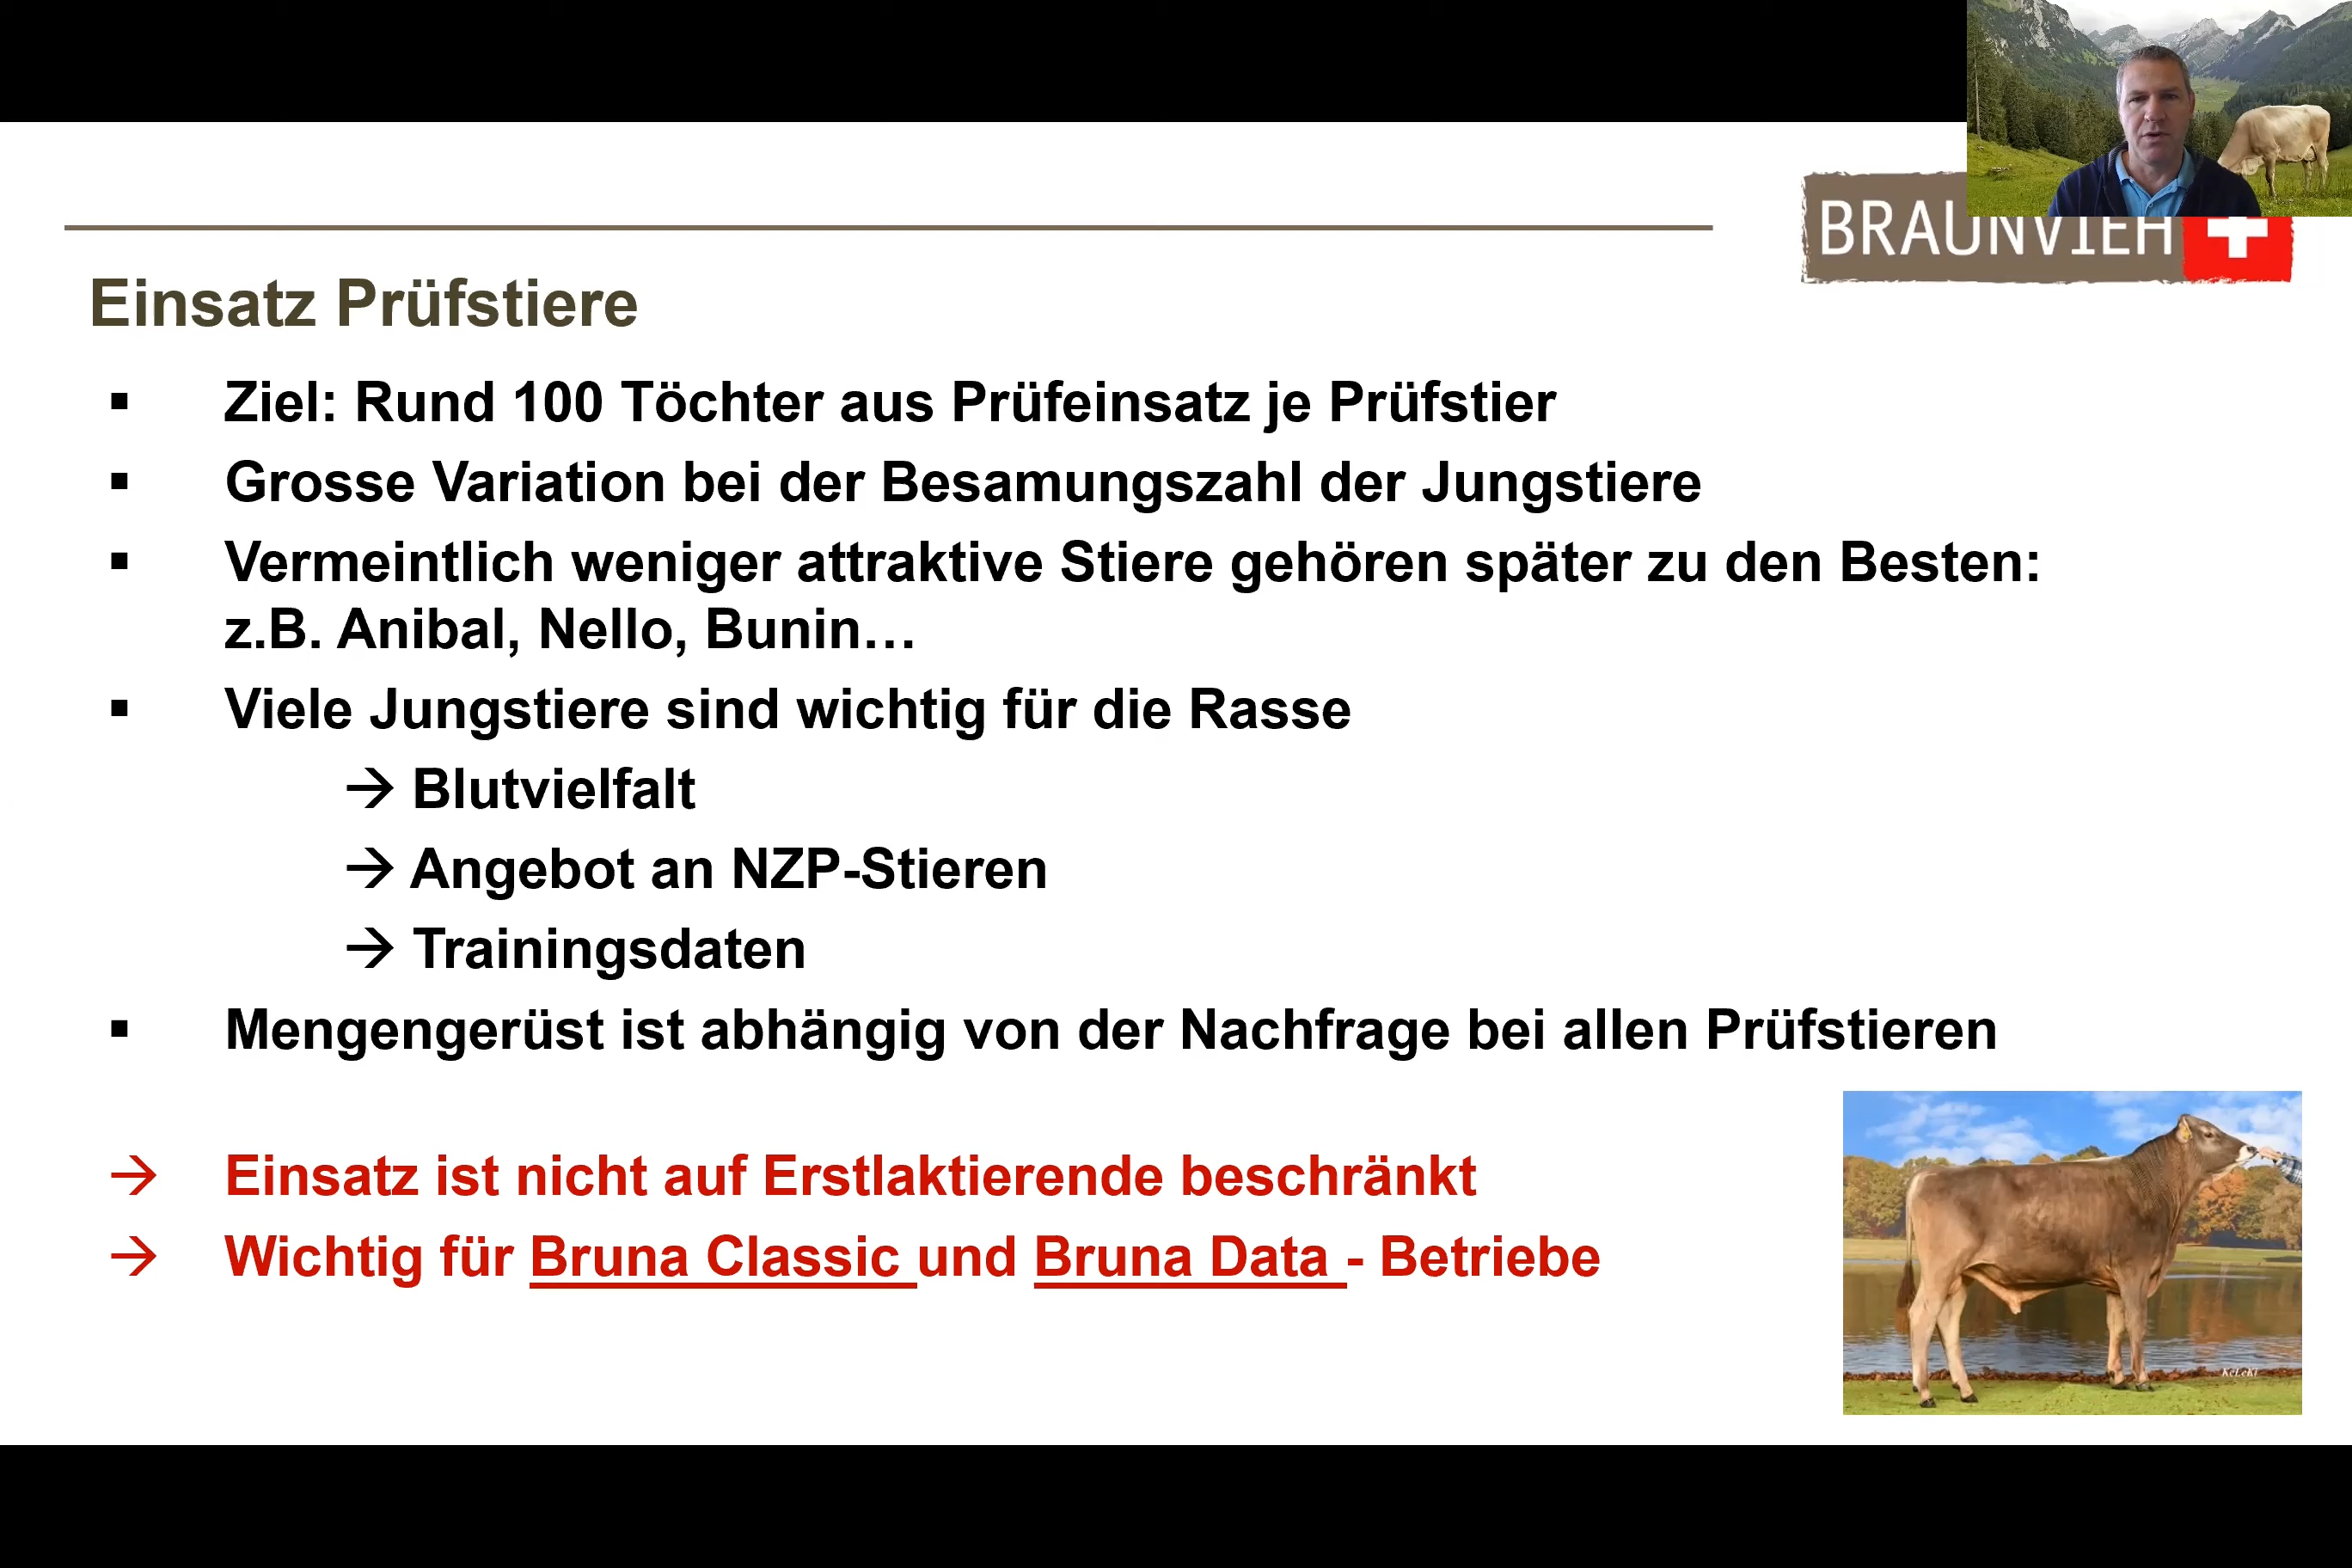 BRAUNVIEH
Einsatz Prüfstiere
▪ Ziel: Rund 100 Töchter aus Prüfeinsatz je Prüfstier
▪ Grosse Variation bei der Besamungszahl der Jungstiere
▪ Vermeintlich weniger attraktive Stiere gehören später zu den Besten:
z.B. Anibal, Nello, Bunin…
▪ Viele Jungstiere sind wichtig für die Rasse
→ Blutvielfalt
→ Angebot an NZP-Stieren
→ Trainingsdaten
▪ Mengengerüst ist abhängig von der Nachfrage bei allen Prüfstieren
→ Einsatz ist nicht auf Erstlaktierende beschränkt
→ Wichtig für Bruna Classic und Bruna Data - Betriebe
KeLeKi